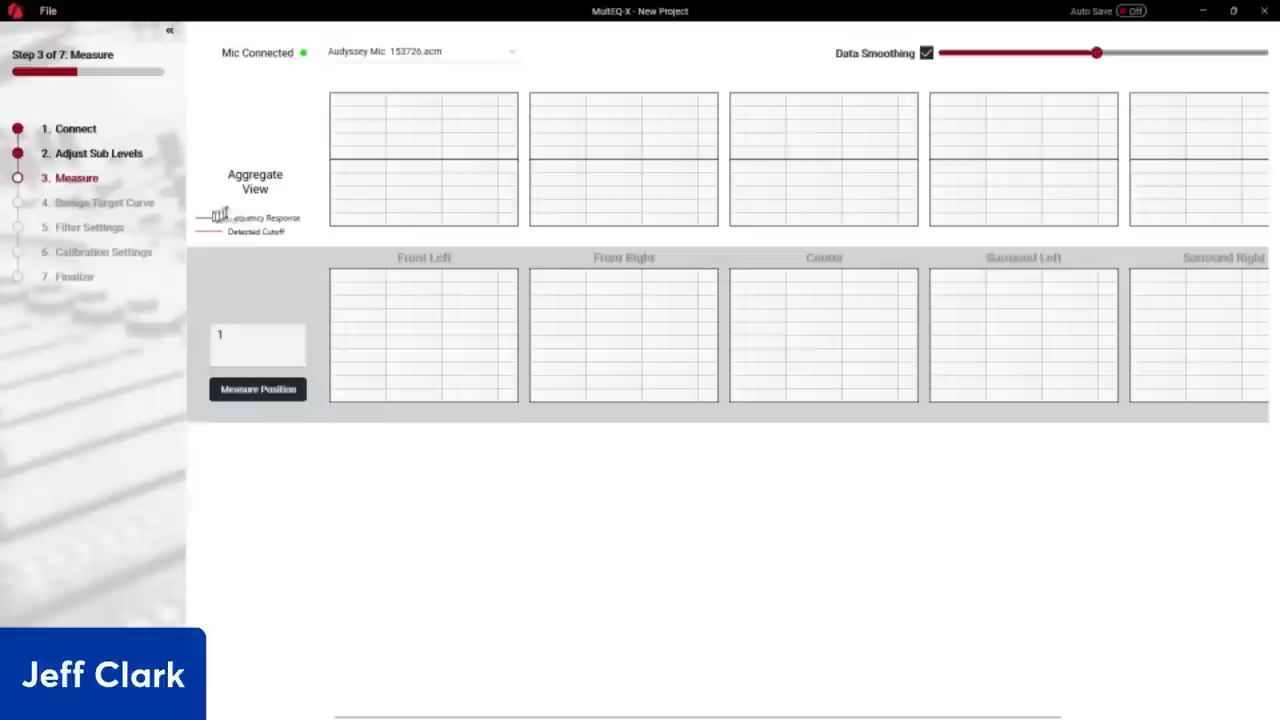 File
MultEQ-X - New Project
Auto Save Off
Step 3 of 7: Measure
Mic Connected
Audyssey Mic 153726.acm
Data Smoothing
1. Connect
2. Adjust Sub Levels
3. Measure
4. Design Target Curve
5. Filter Settings
6. Calibration Settings
7. Finalize
Aggregate
View
equency Response
Detected Cutoff
Front Left
Front Right
Center
Surround Left
Surround Right
1
Measure Position
Jeff Clark